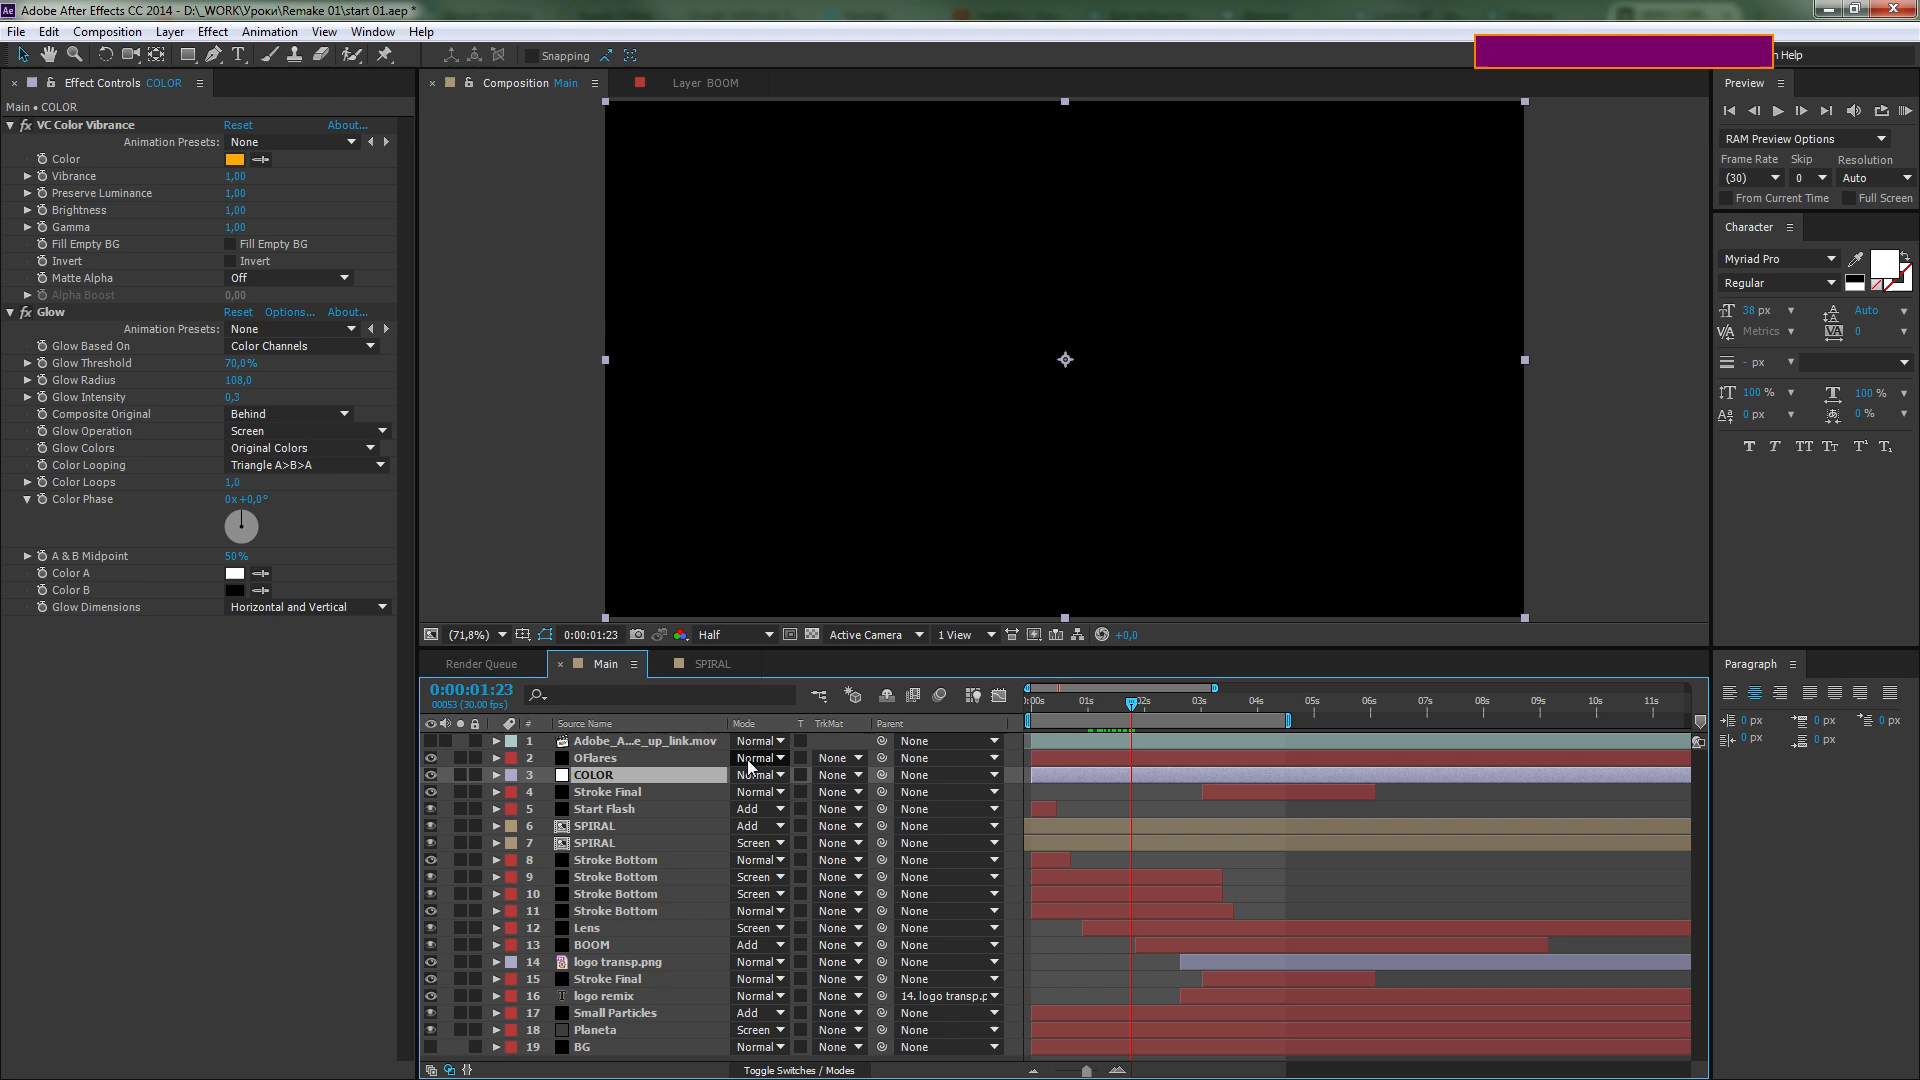 Adobe After Effects CC 2014 - D:\_WORK\Уроки\Remake 01\start 01.aep *
File Edit Composition Layer Effect Animation View Window Help
Snapping
Help
Effect Controls COLOR
Main • COLOR
VC Color Vibrance Reset About...
Animation Presets: None
Color
Vibrance 1,00
Preserve Luminance 1,00
Brightness 1,00
Gamma 1,00
Fill Empty BG Fill Empty BG
Invert Invert
Matte Alpha Off
Alpha Boost 0,00
Glow Reset Options... About...
Animation Presets: None
Glow Based On Color Channels
Glow Threshold 70,0%
Glow Radius 108,0
Glow Intensity 0,3
Composite Original Behind
Glow Operation Screen
Glow Colors Original Colors
Color Looping Triangle A>B>A
Color Loops 1,0
Color Phase 0x+0,0°
A & B Midpoint 50%
Color A
Color B
Glow Dimensions Horizontal and Vertical
Composition Main Layer BOOM
(71,8%) 0:00:01:23 Half Active Camera 1 View +0,0
Preview
RAM Preview Options
Frame Rate Skip Resolution
(30) 0 Auto
From Current Time Full Screen
Character
Myriad Pro
Regular
38 px Auto
Metrics 0
- px
100 % 100 %
0 px 0 %
T T TT Tt T¹ T₁
Paragraph
0 px 0 px 0 px
0 px 0 px
Render Queue Main SPIRAL
0:00:01:23
00053 (30.00 fps)
:00s 01s 02s 03s 04s 05s 06s 07s 08s 09s 10s 11s
# Source Name Mode T TrkMat Parent
1 Adobe_A...e_up_link.mov Normal None
2 OFlares Normal None None
3 COLOR Normal None None
4 Stroke Final Normal None None
5 Start Flash Add None None
6 SPIRAL Add None None
7 SPIRAL Screen None None
8 Stroke Bottom Normal None None
9 Stroke Bottom Screen None None
10 Stroke Bottom Screen None None
11 Stroke Bottom Normal None None
12 Lens Screen None None
13 BOOM Add None None
14 logo transp.png Normal None None
15 Stroke Final Normal None None
16 logo remix Normal None 14. logo transp.p
17 Small Particles Add None None
18 Planeta Screen None None
19 BG Normal None None
Toggle Switches / Modes